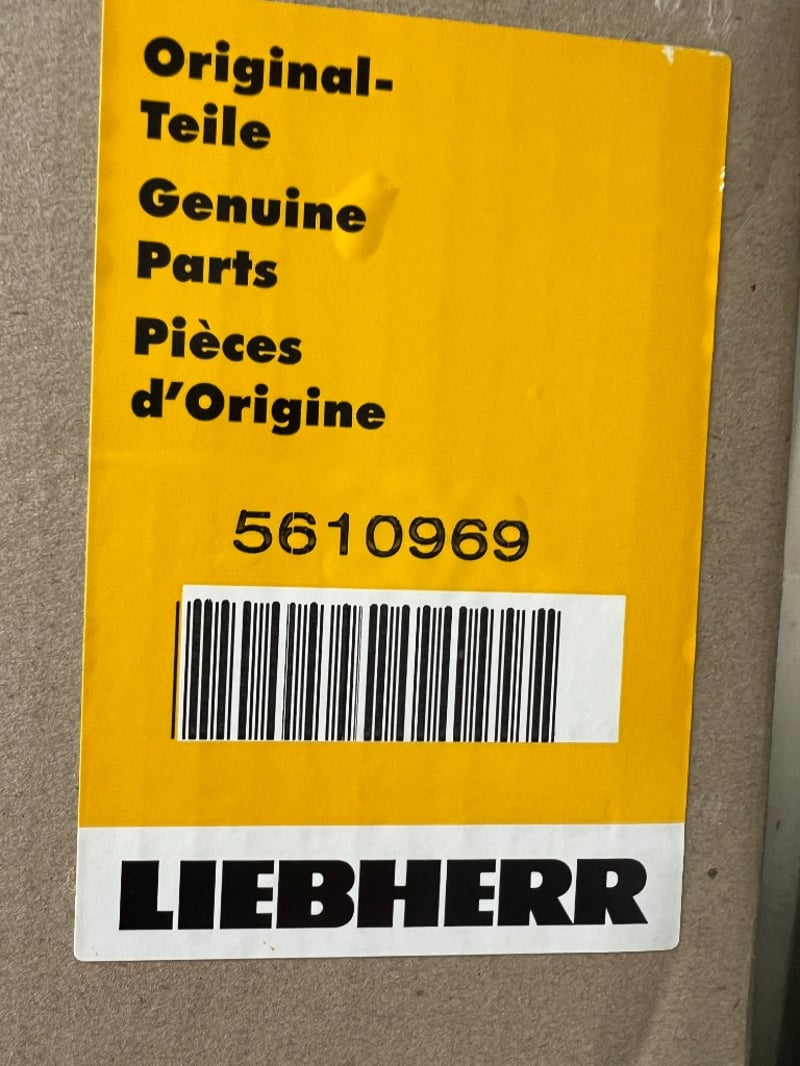 Original-
Teile
Genuine
Parts
Pièces
d'Origine
5610969
LIEBHERR